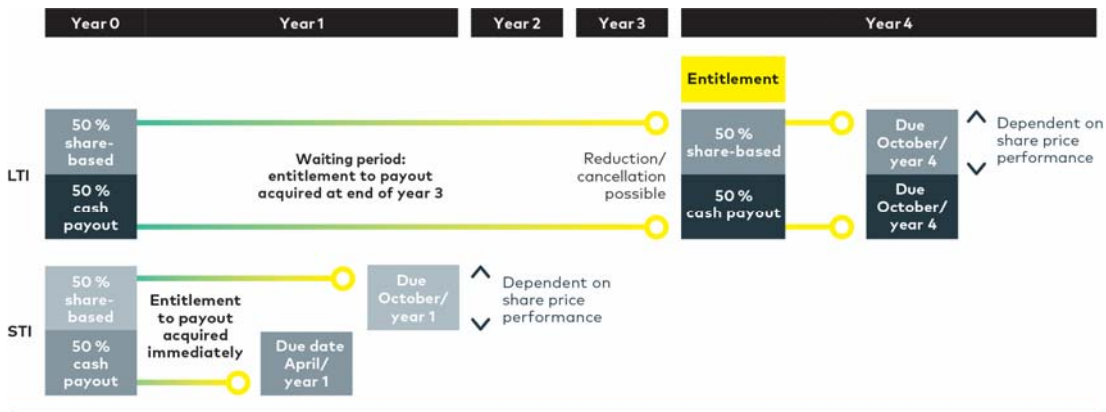 Year 0
Year 1
Year 2
Year 3
Year 4
Entitlement
LTI
50 %
share-
based
50 %
cash
payout
Waiting period:
entitlement to payout
acquired at end of year 3
Reduction/
cancellation
possible
50 %
share-based
50 %
cash payout
Due
October/
year 4
Due
October/
year 4
Dependent on
share price
performance
STI
50 %
share-
based
50 %
cash
payout
Entitlement
to payout
acquired
immediately
Due
October/
year 1
Due date
April/
year 1
Dependent on
share price
performance